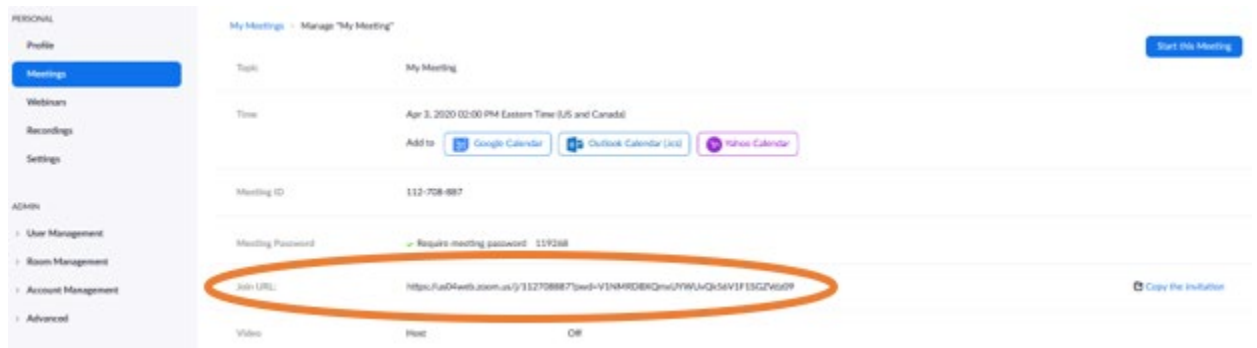 PERSONAL
Profile
Meetings
Webinars
Recordings
Settings
ADMIN
› User Management
› Room Management
› Account Management
› Advanced
My Meetings › Manage "My Meeting"
Start this Meeting
Topic My Meeting
Time Apr 3, 2020 02:00 PM Eastern Time (US and Canada)
Add to Google Calendar Outlook Calendar (.ics) Yahoo Calendar
Meeting ID 112-708-887
Meeting Password Require meeting password 119268
Join URL:
Copy the invitation
Video Host Off